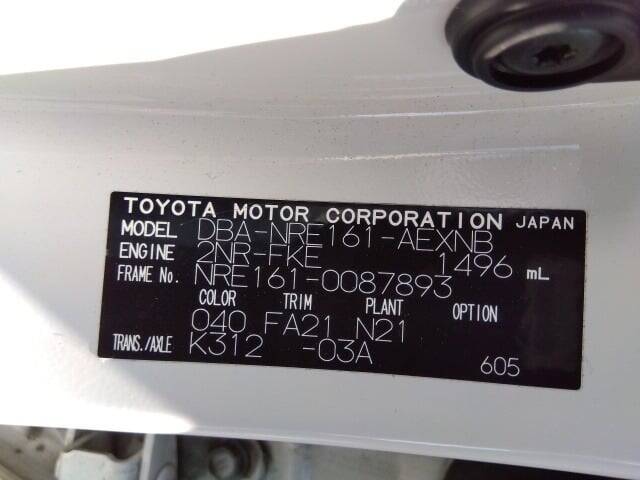 TOYOTA MOTOR CORPORATION JAPAN
MODEL DBA-NRE161-AEXNB
ENGINE 2NR-FKE 1496 mL
FRAME No. NRE161-0087893
COLOR TRIM PLANT OPTION
040 FA21 N21
TRANS./AXLE K312 -03A
605